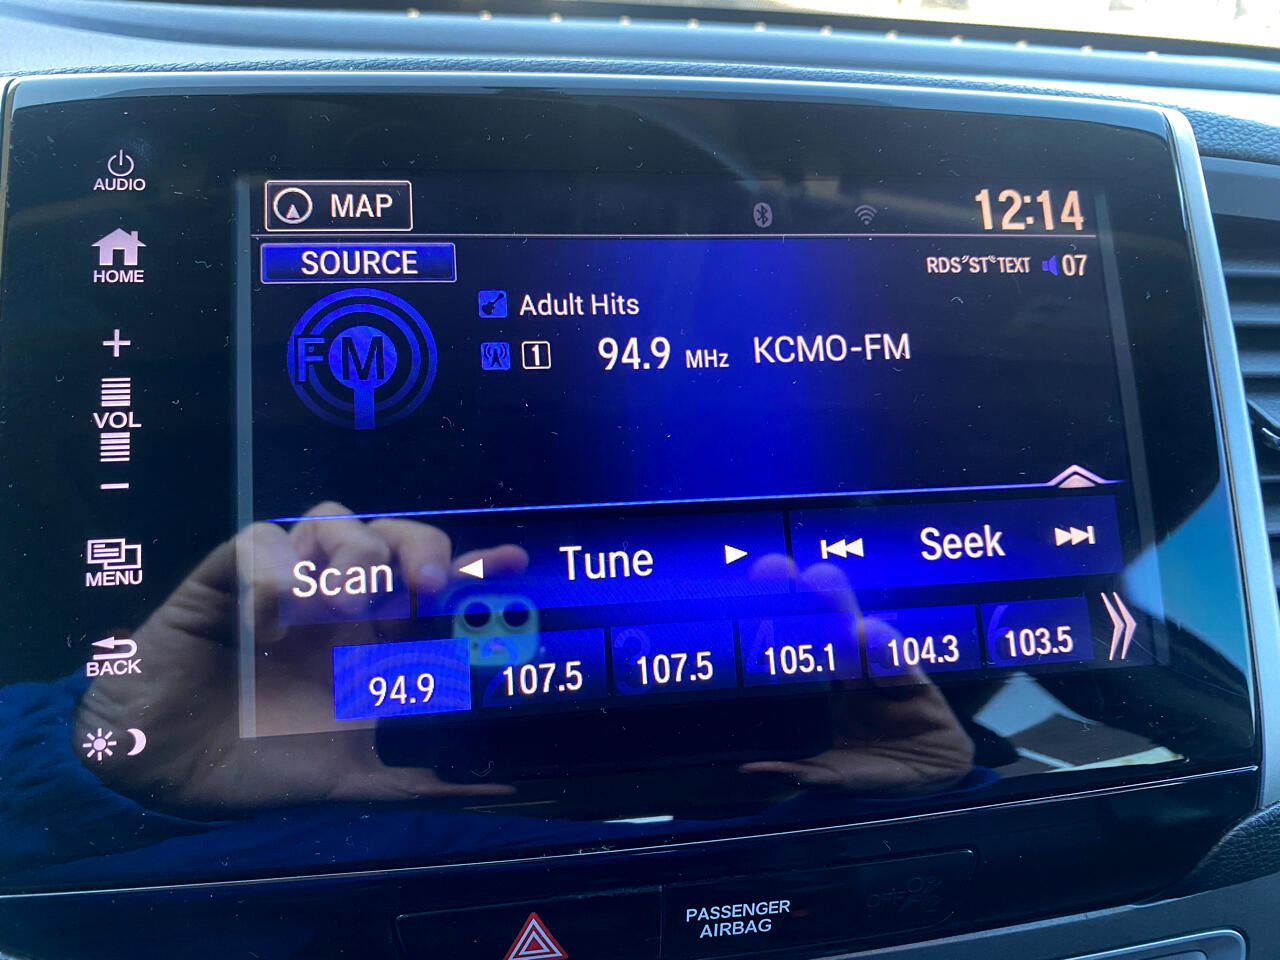 AUDIO
HOME
+
VOL
−
MENU
BACK
MAP
12:14
SOURCE
RDS ST TEXT 07
FM
Adult Hits
1 94.9 MHz KCMO-FM
Scan Tune Seek
94.9 107.5 107.5 105.1 104.3 103.5
PASSENGER
AIRBAG